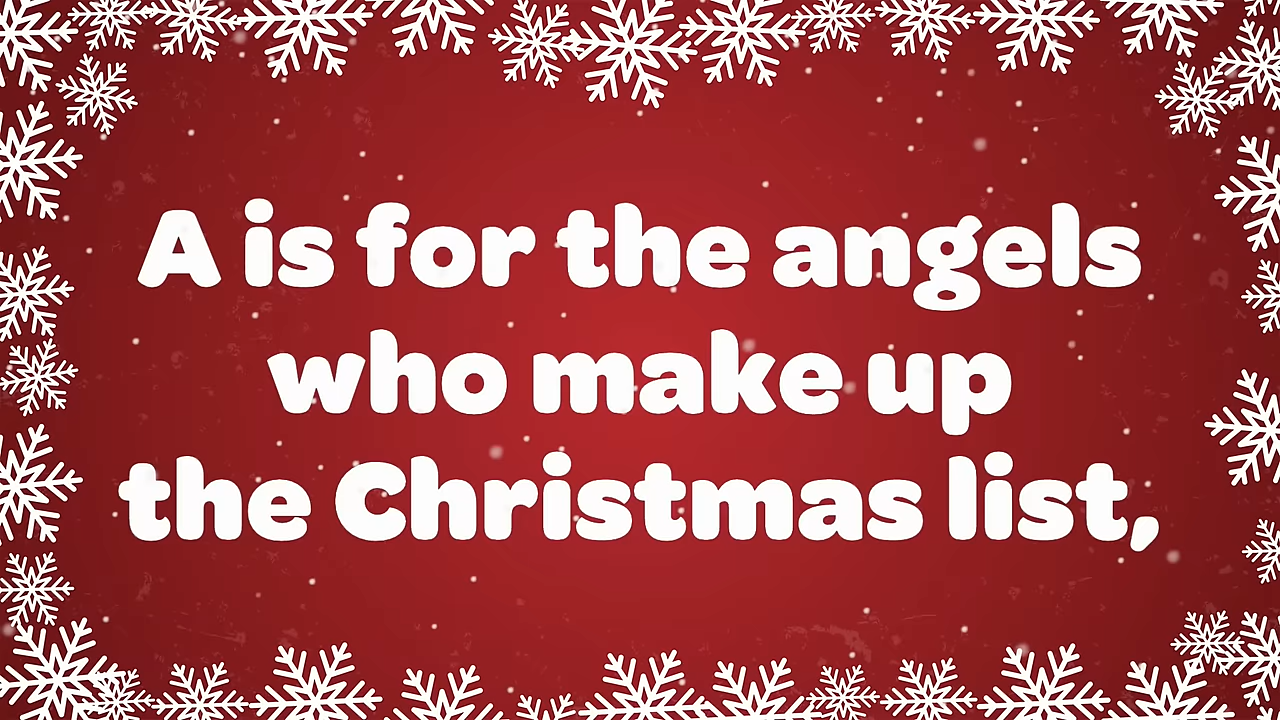 A is for the angels
who make up
the Christmas list,